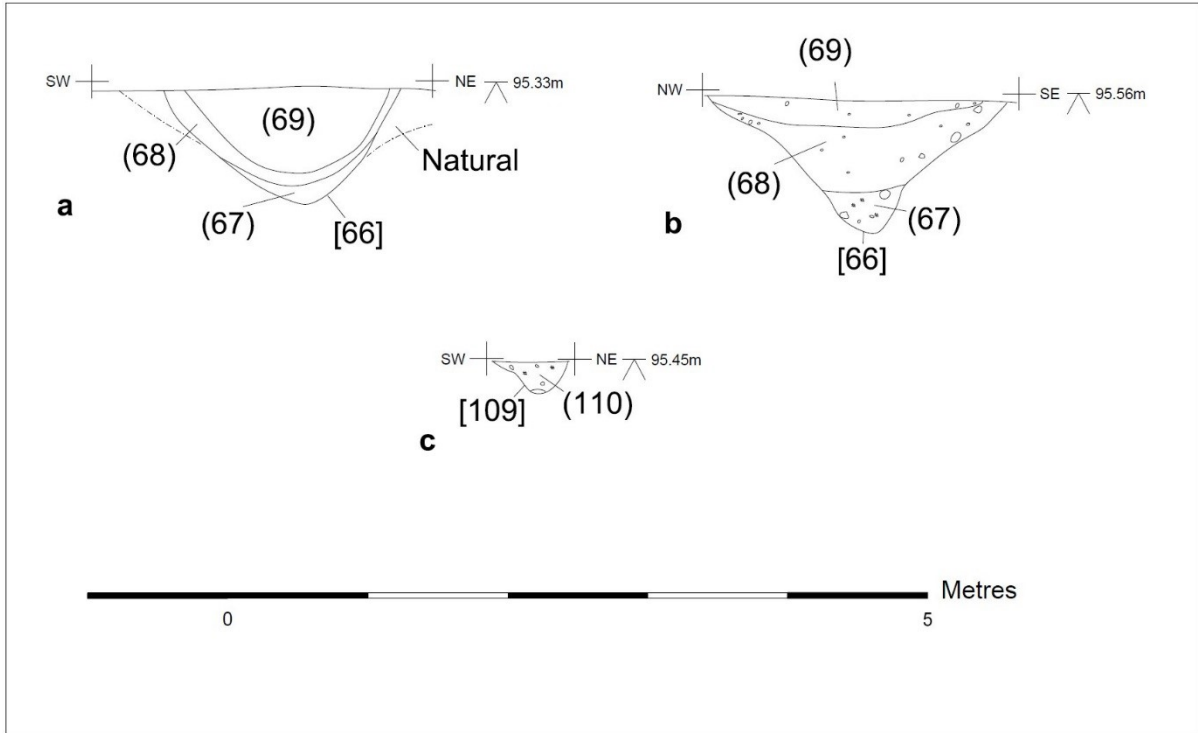 SW
NE
95.33m
(69)
(68)
Natural
(67)
[66]
a
(69)
NW
SE
95.56m
(68)
(67)
[66]
b
SW
NE
95.45m
[109]
(110)
c
Metres
0
5